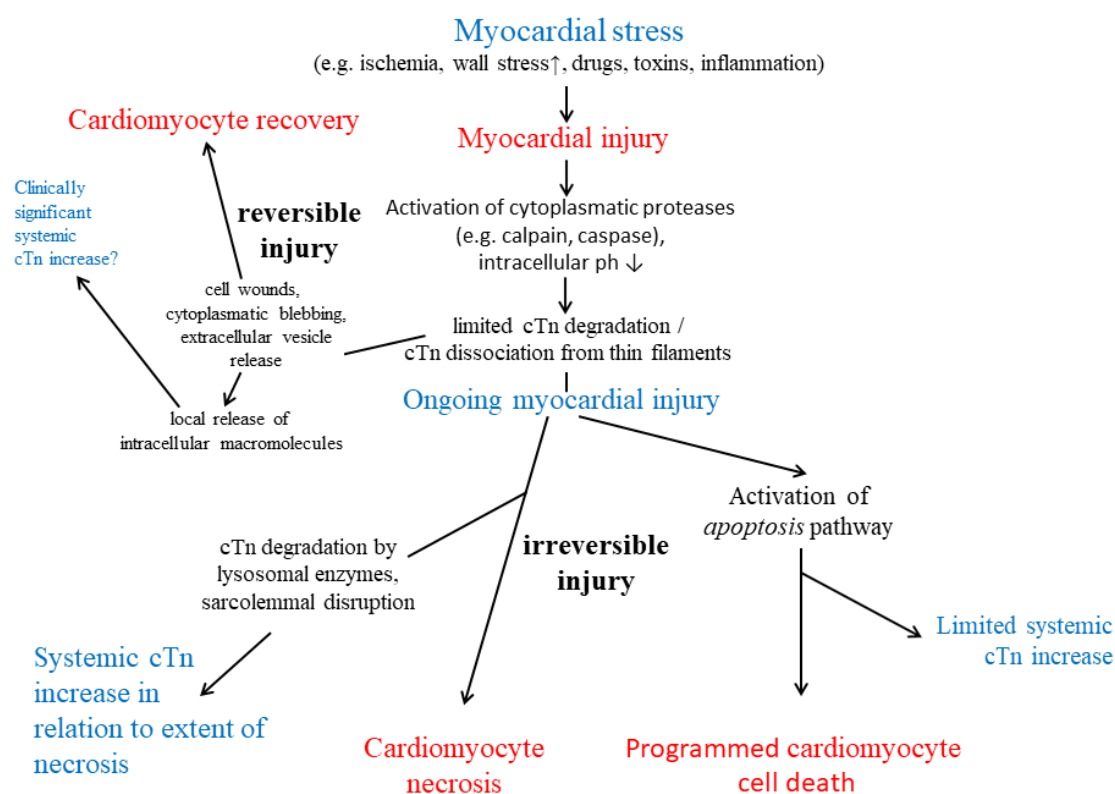 Myocardial stress
(e.g. ischemia, wall stress↑, drugs, toxins, inflammation)
Cardiomyocyte recovery
Myocardial injury
Clinically
significant
systemic
cTn increase?
reversible
injury
Activation of cytoplasmatic proteases
(e.g. calpain, caspase),
intracellular ph ↓
cell wounds,
cytoplasmatic blebbing,
extracellular vesicle
release
limited cTn degradation /
cTn dissociation from thin filaments
Ongoing myocardial injury
local release of
intracellular macromolecules
Activation of
apoptosis pathway
cTn degradation by
lysosomal enzymes,
sarcolemmal disruption
irreversible
injury
Limited systemic
cTn increase
Systemic cTn
increase in
relation to extent of
necrosis
Cardiomyocyte
necrosis
Programmed cardiomyocyte
cell death